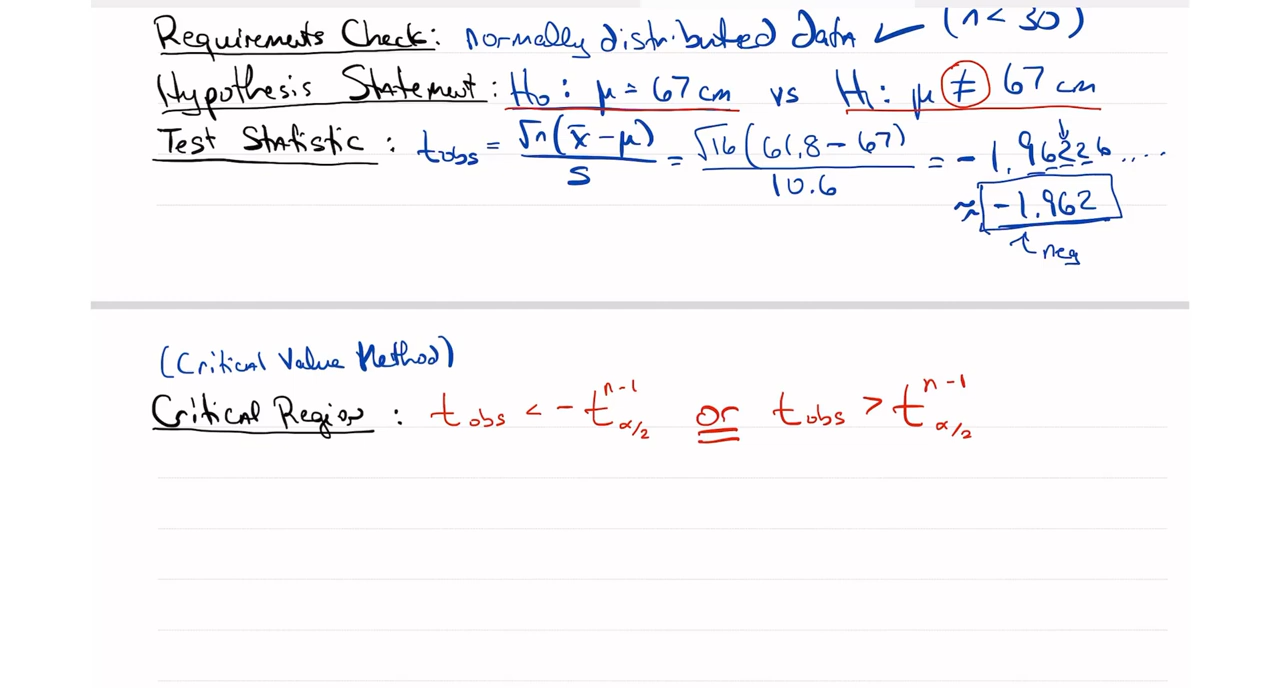 Requirements Check: Normally distributed data ✓ (n < 30)
Hypothesis Statement: H₀: μ = 67 cm vs H₁: μ ≠ 67 cm
Test Statistic: t_obs = √n(x̄ − μ)/S = √16(61.8 − 67)/10.6 = −1.96226....
≈ −1.962
↑ neg
(Critical Value Method)
Critical Region: t_obs < −t^{n−1}_{α/2} or t_obs > t^{n−1}_{α/2}